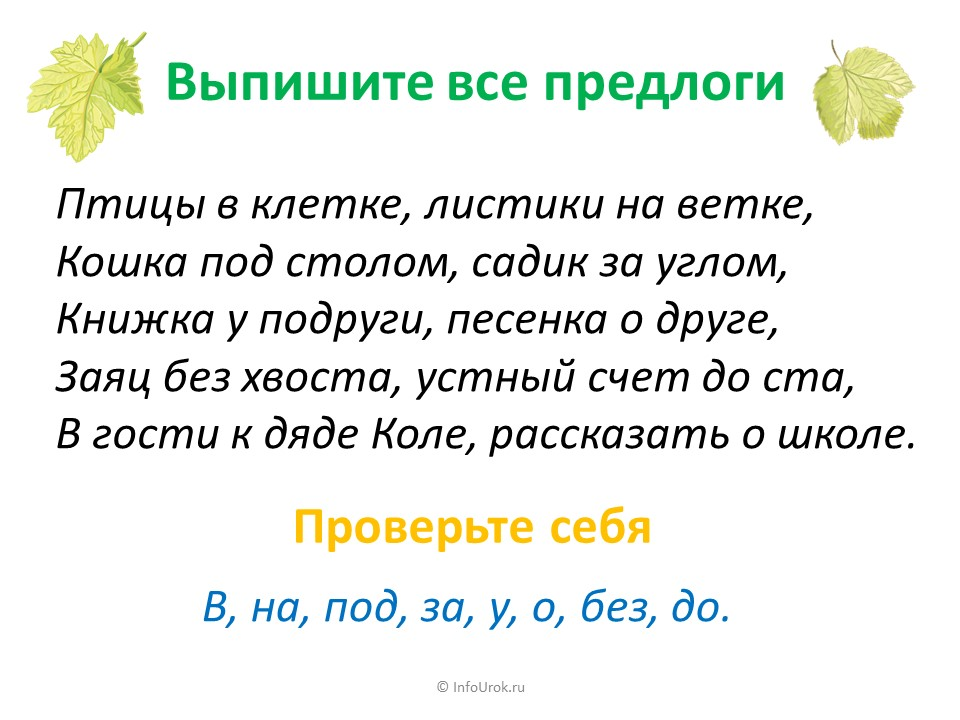 Выпишите все предлоги
Птицы в клетке, листики на ветке,
Кошка под столом, садик за углом,
Книжка у подруги, песенка о друге,
Заяц без хвоста, устный счет до ста,
В гости к дяде Коле, рассказать о школе.
Проверьте себя
В, на, под, за, у, о, без, до.
© InfoUrok.ru